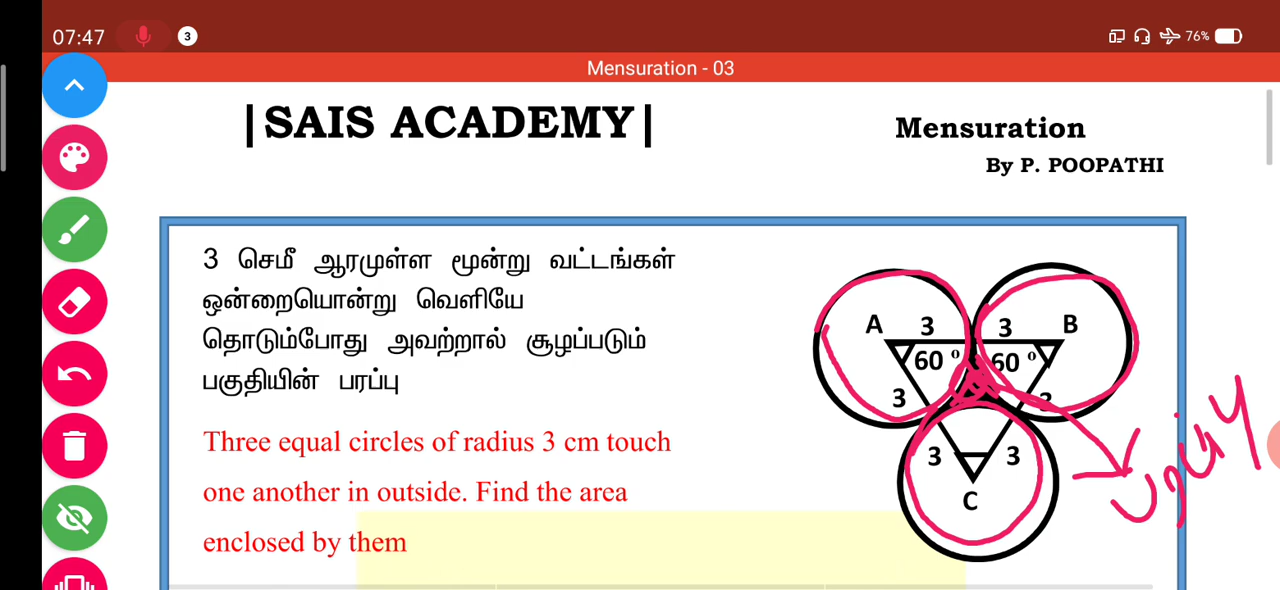 07:47
3
76%
Mensuration - 03
|SAIS ACADEMY|
Mensuration
By P. POOPATHI
3 செமீ ஆரமுள்ள மூன்று வட்டங்கள்
ஒன்றையொன்று வெளியே
தொடும்போது அவற்றால் சூழப்படும்
பகுதியின் பரப்பு
Three equal circles of radius 3 cm touch
one another in outside. Find the area
enclosed by them
A 3 3 B
60 º 60 º
3 3
3 3
C
பரப்பு